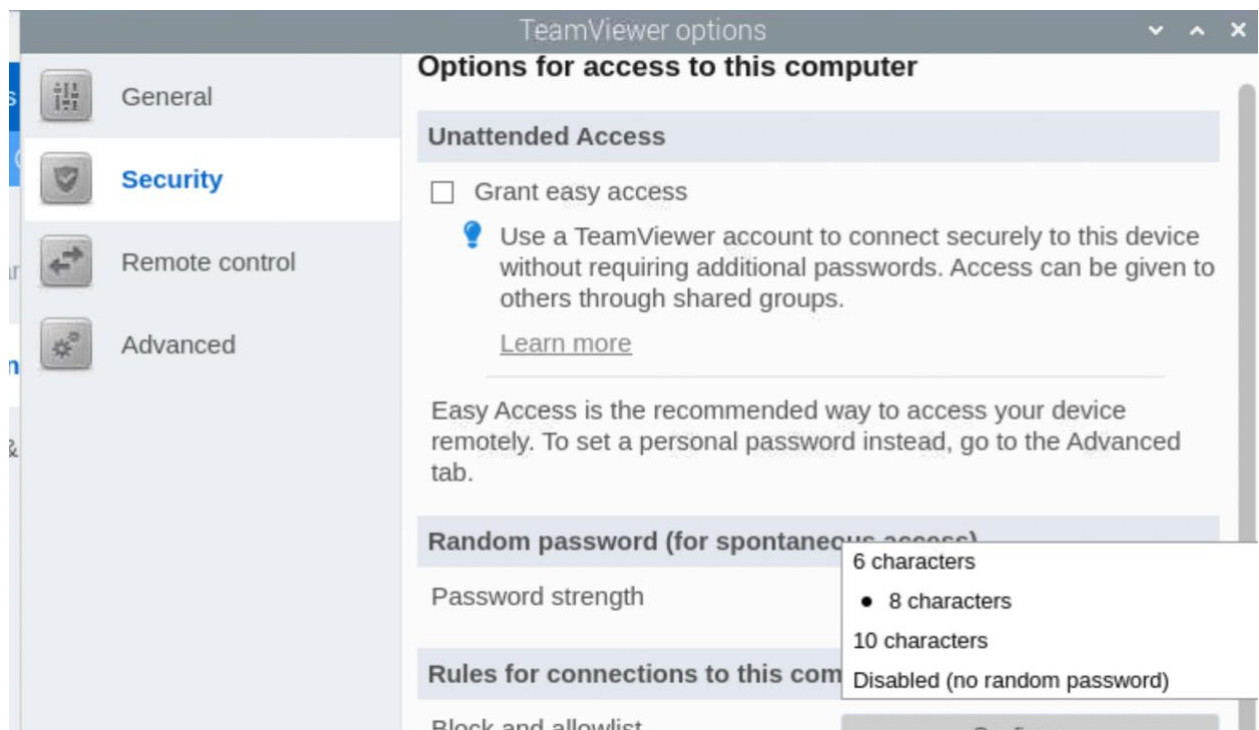 TeamViewer options
General
Security
Remote control
Advanced
Options for access to this computer
Unattended Access
Grant easy access
Use a TeamViewer account to connect securely to this device
without requiring additional passwords. Access can be given to
others through shared groups.
Learn more
Easy Access is the recommended way to access your device
remotely. To set a personal password instead, go to the Advanced
tab.
Random password (for spontaneous access)
Password strength
6 characters
8 characters
10 characters
Disabled (no random password)
Rules for connections to this com
Block and allowlist